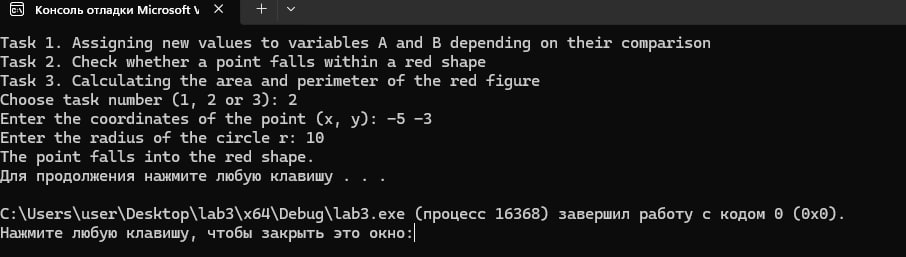 Консоль отладки Microsoft V
Task 1. Assigning new values to variables A and B depending on their comparison
Task 2. Check whether a point falls within a red shape
Task 3. Calculating the area and perimeter of the red figure
Choose task number (1, 2 or 3): 2
Enter the coordinates of the point (x, y): -5 -3
Enter the radius of the circle r: 10
The point falls into the red shape.
Для продолжения нажмите любую клавишу . . .
C:\Users\user\Desktop\lab3\x64\Debug\lab3.exe (процесс 16368) завершил работу с кодом 0 (0x0).
Нажмите любую клавишу, чтобы закрыть это окно: